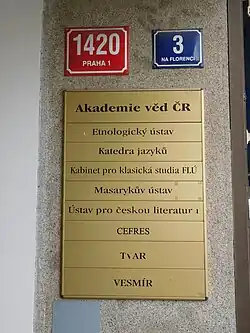 1420
PRAHA 1
3
NA FLORENCI
Akademie věd ČR
Etnologický ústav
Katedra jazyků
Kabinet pro klasická studia FLÚ
Masarykův ústav
Ústav pro českou literatur ı
CEFRES
TvAR
VESMÍR